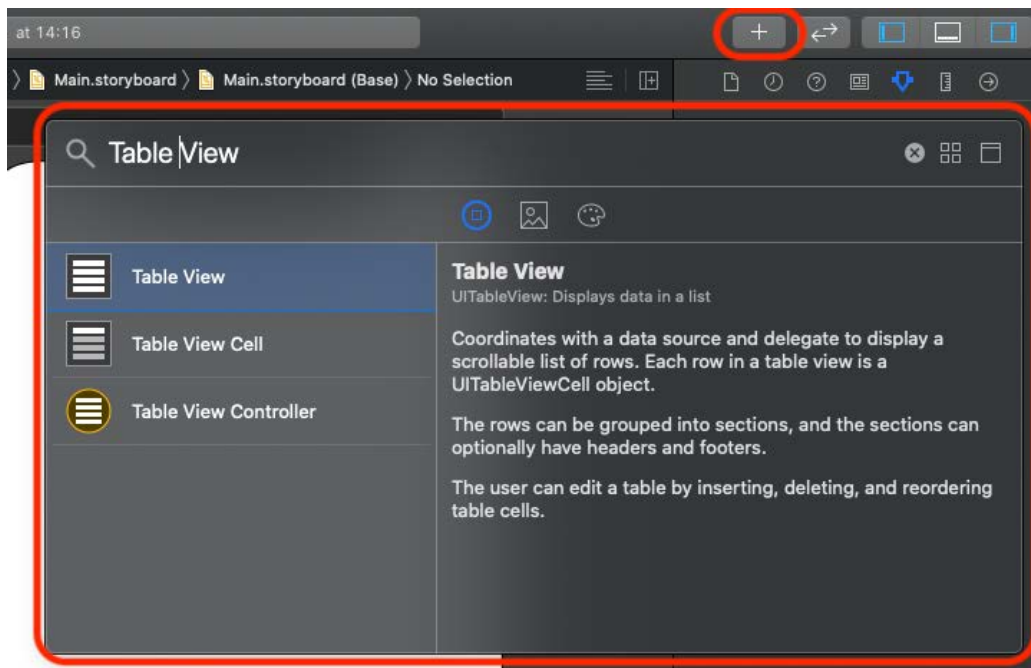 at 14:16
Main.storyboard 〉 Main.storyboard (Base) 〉 No Selection
Table View
Table View
Table View Cell
Table View Controller
Table View
UITableView: Displays data in a list
Coordinates with a data source and delegate to display a
scrollable list of rows. Each row in a table view is a
UITableViewCell object.
The rows can be grouped into sections, and the sections can
optionally have headers and footers.
The user can edit a table by inserting, deleting, and reordering
table cells.